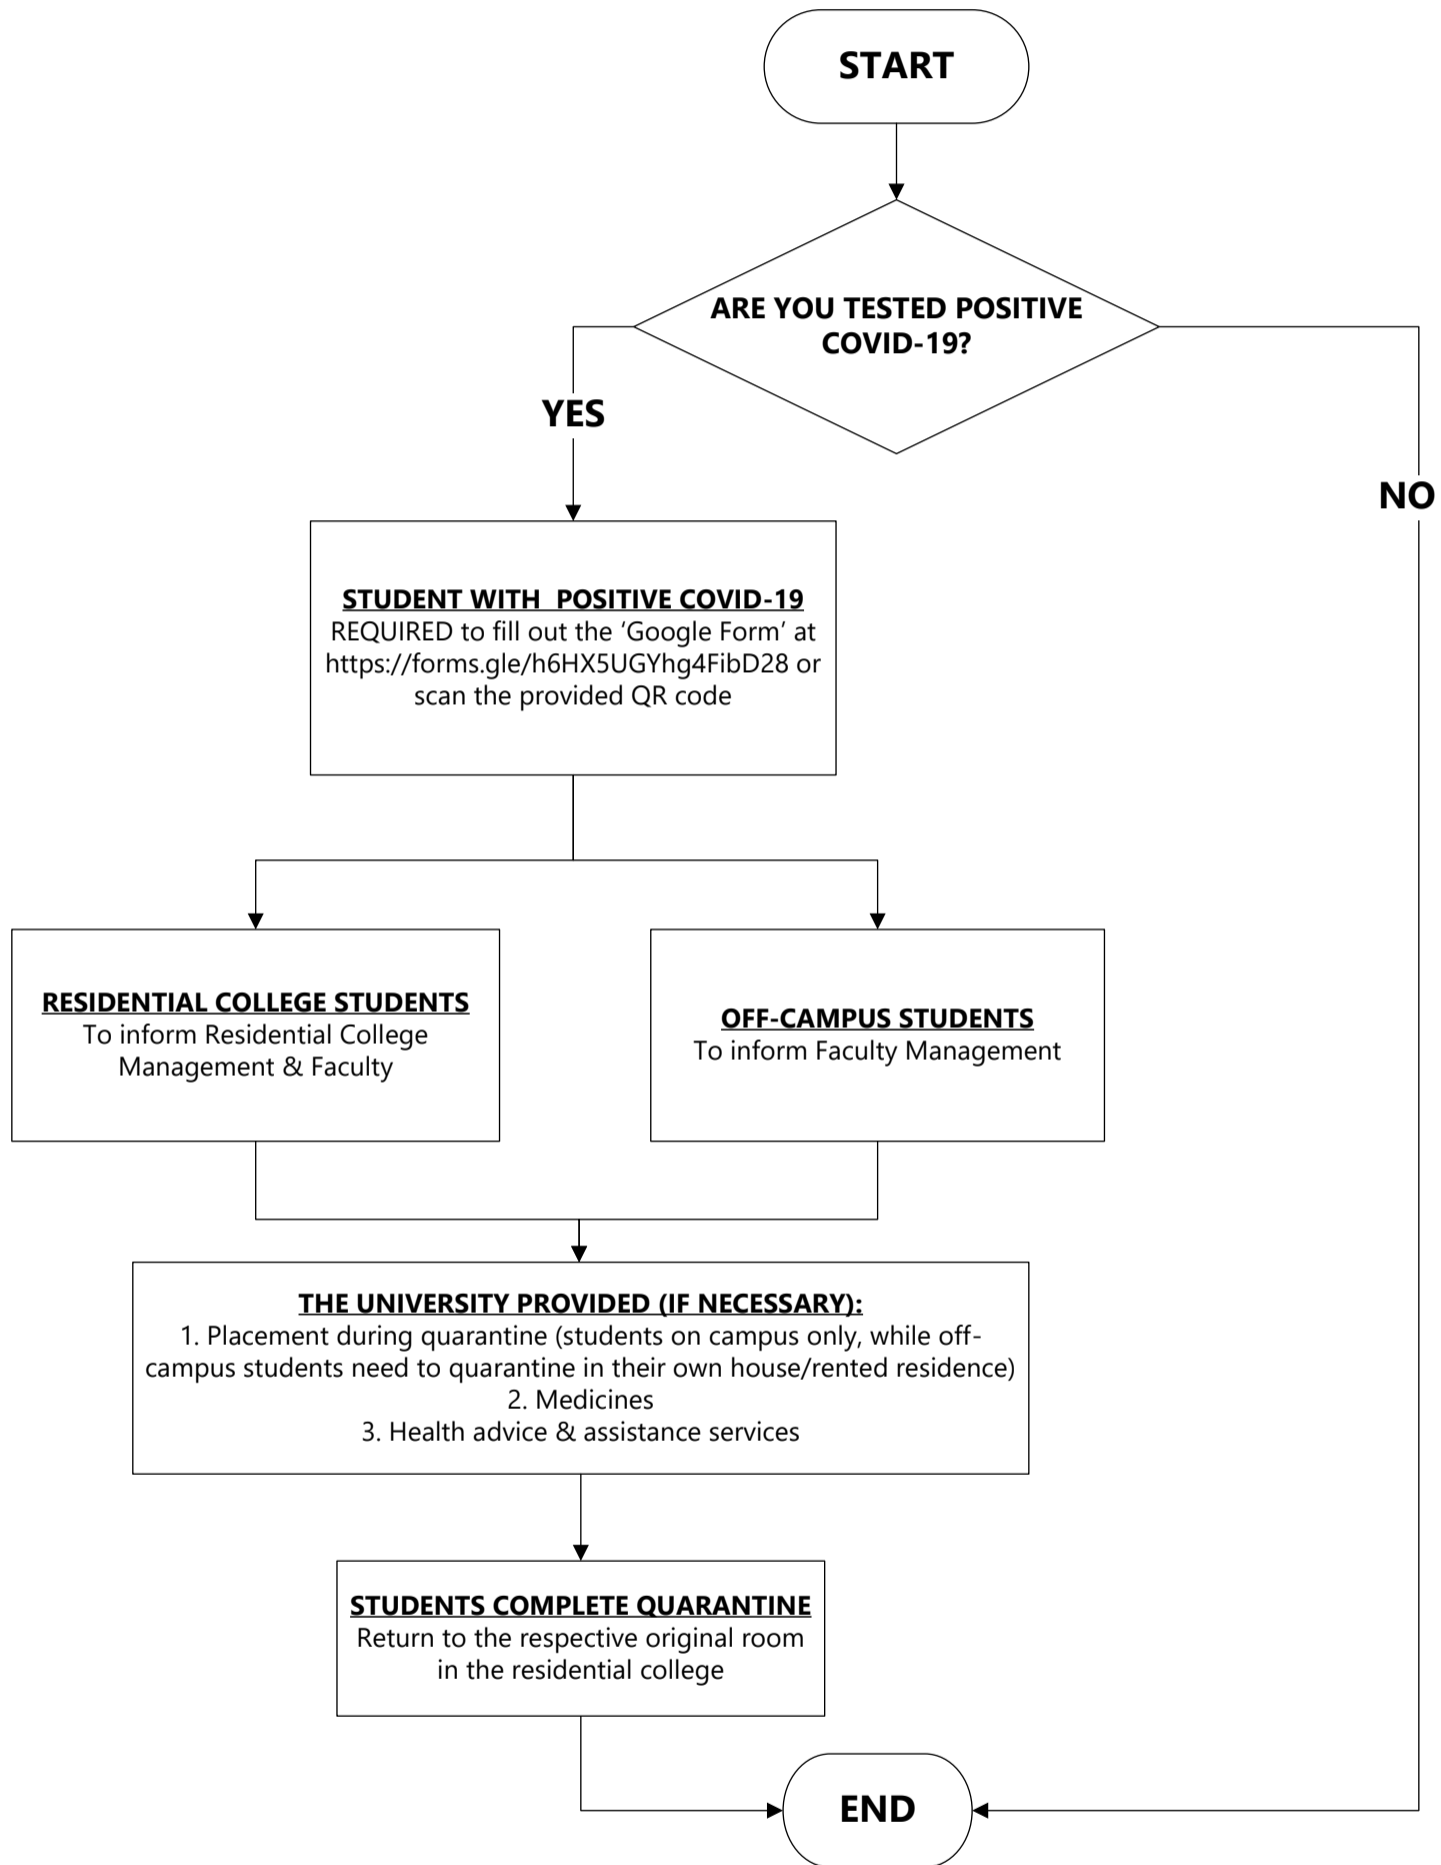 START
ARE YOU TESTED POSITIVE
COVID-19?
YES
NO
STUDENT WITH  POSITIVE COVID-19
REQUIRED to fill out the ‘Google Form’ at
https://forms.gle/h6HX5UGYhg4FibD28 or
scan the provided QR code
RESIDENTIAL COLLEGE STUDENTS
To inform Residential College
Management & Faculty
OFF-CAMPUS STUDENTS
To inform Faculty Management
THE UNIVERSITY PROVIDED (IF NECESSARY):
1. Placement during quarantine (students on campus only, while off-
campus students need to quarantine in their own house/rented residence)
2. Medicines
3. Health advice & assistance services
STUDENTS COMPLETE QUARANTINE
Return to the respective original room
in the residential college
END